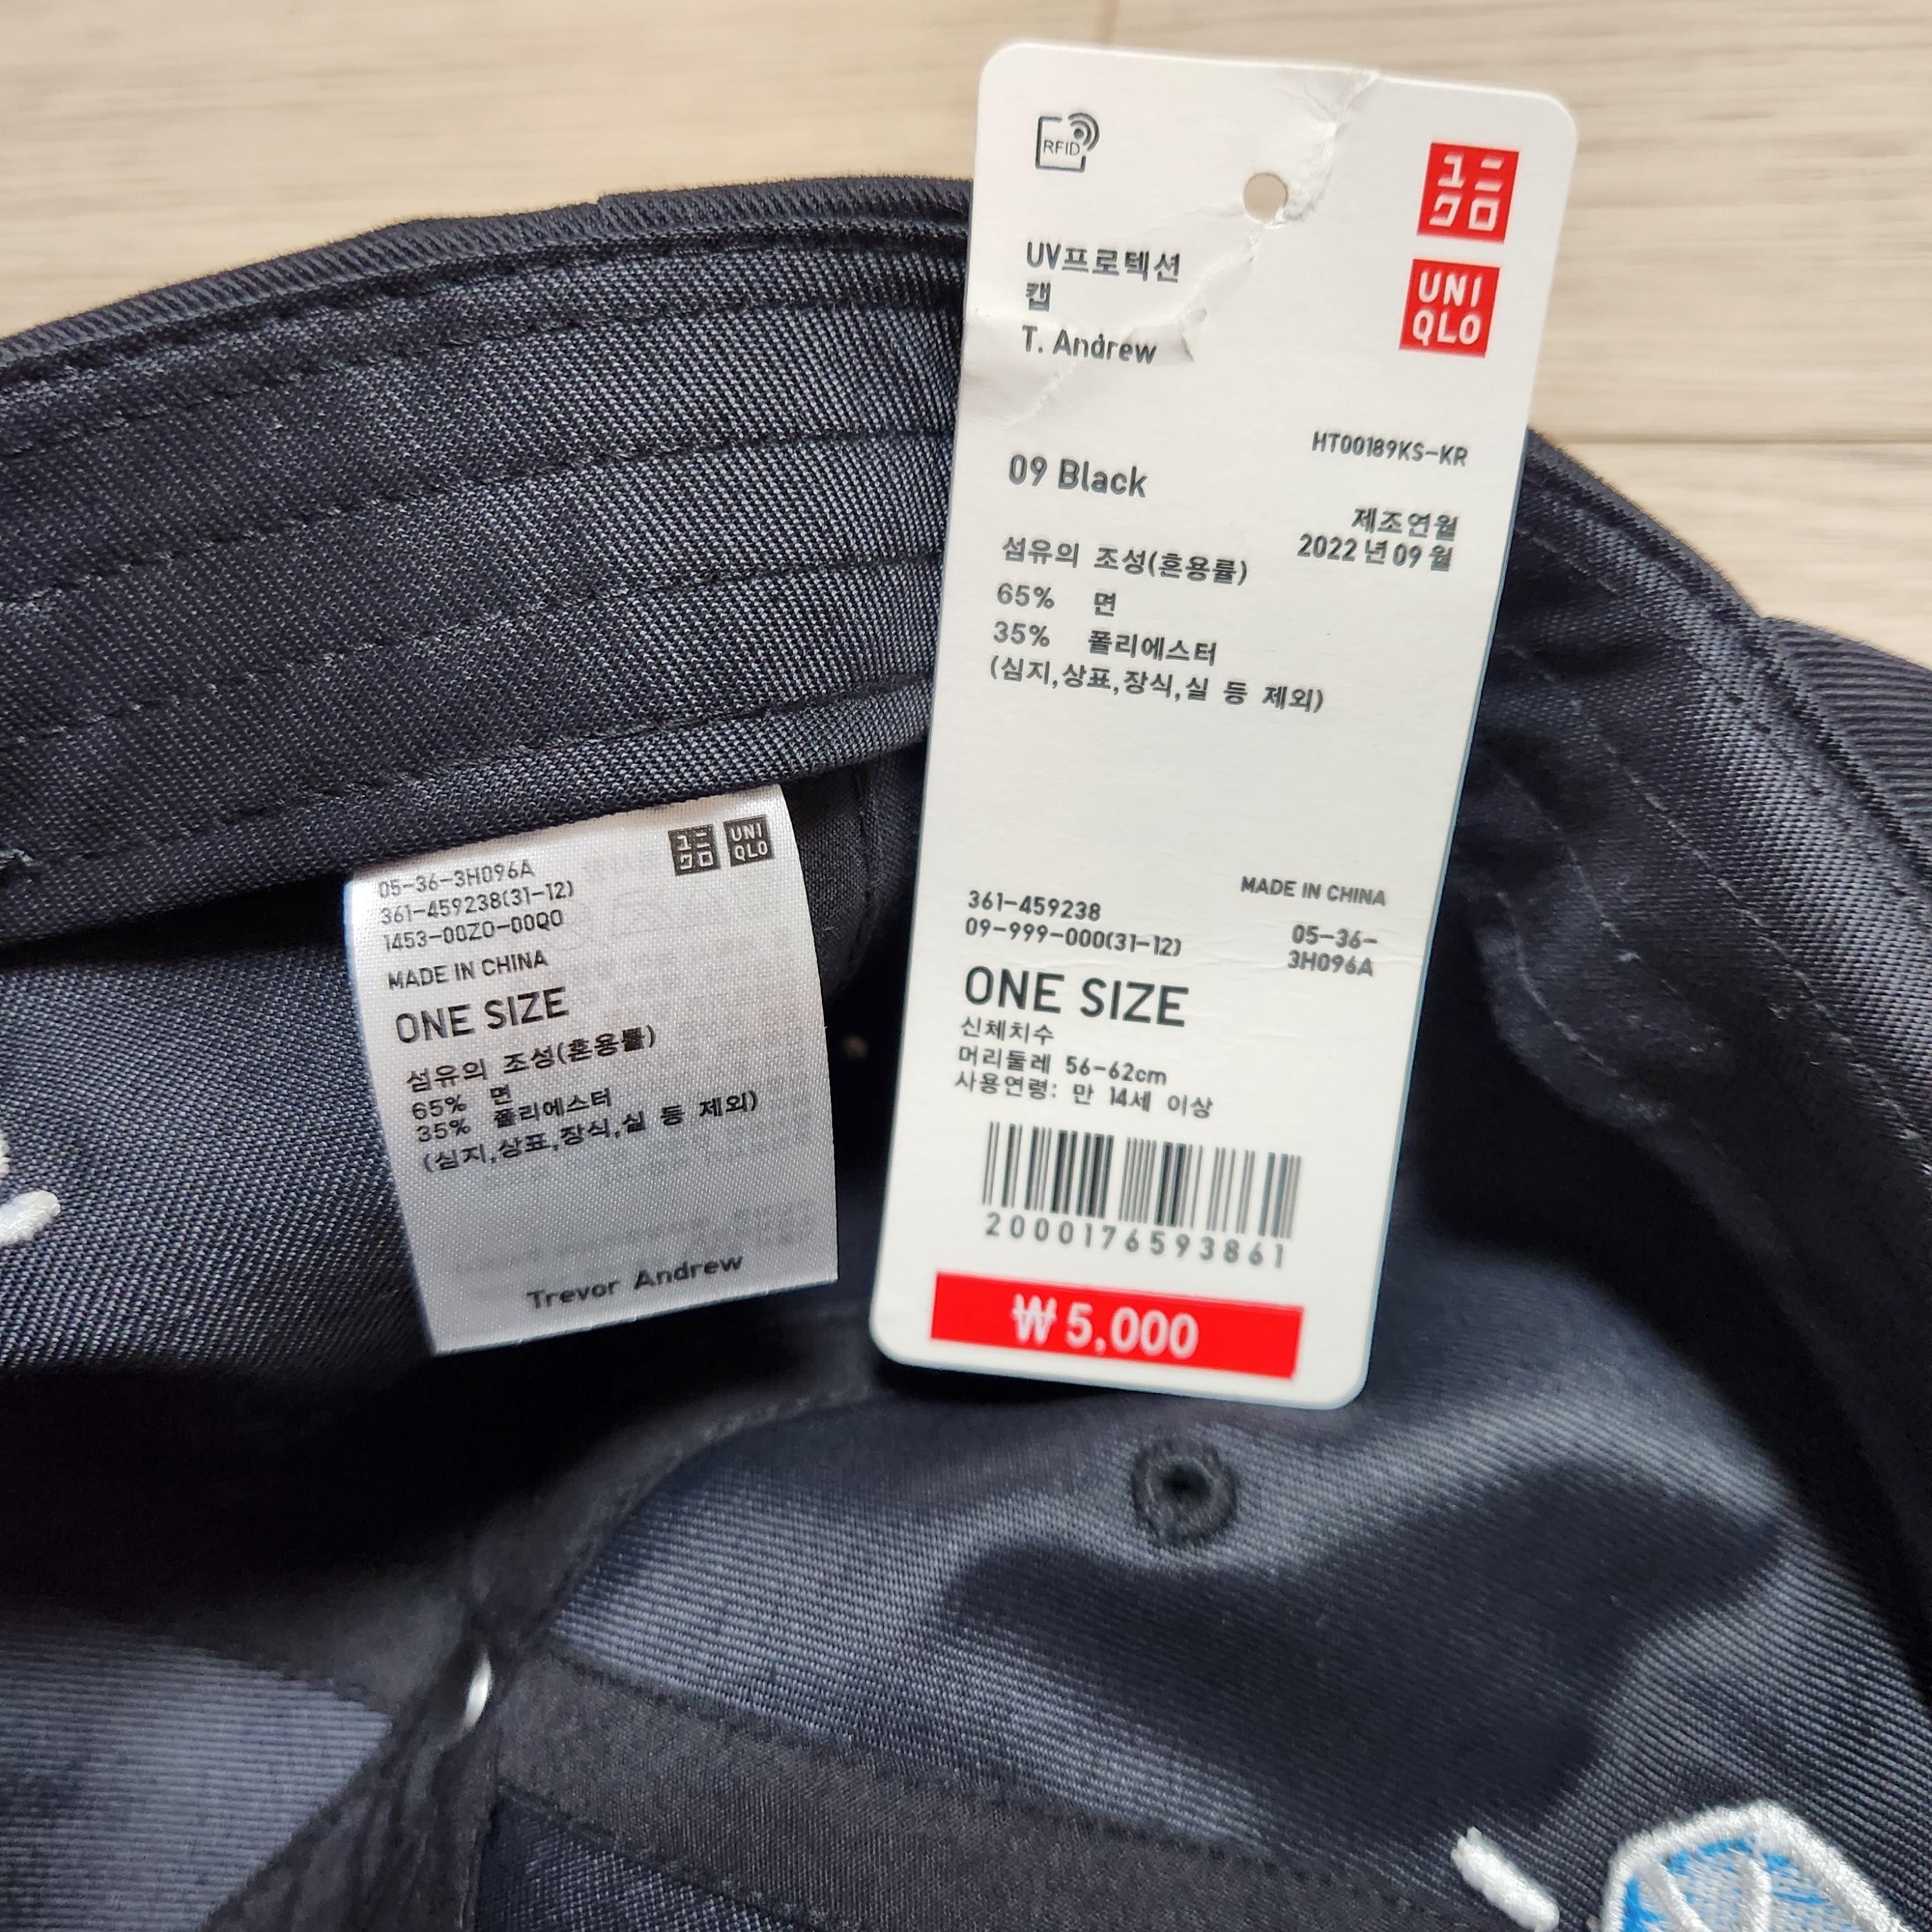 RFID
ユニ
クロ
UNI
QLO
UV프로텍션
캡
T. Andrew
HT00189KS-KR
09 Black
제조연월
2022년09월
섬유의 조성(혼용률)
65% 면
35% 폴리에스터
(심지,상표,장식,실 등 제외)
MADE IN CHINA
361-459238
09-999-000(31-12)
05-36-
3H096A
ONE SIZE
신체치수
머리둘레 56-62cm
사용연령: 만 14세 이상
2000176593861
₩5,000
ユニ
クロ
UNI
QLO
05-36-3H096A
361-459238(31-12)
1453-00ZO-00QO
MADE IN CHINA
ONE SIZE
섬유의 조성(혼용률)
65% 면
35% 폴리에스터
(심지,상표,장식,실 등 제외)
Trevor Andrew